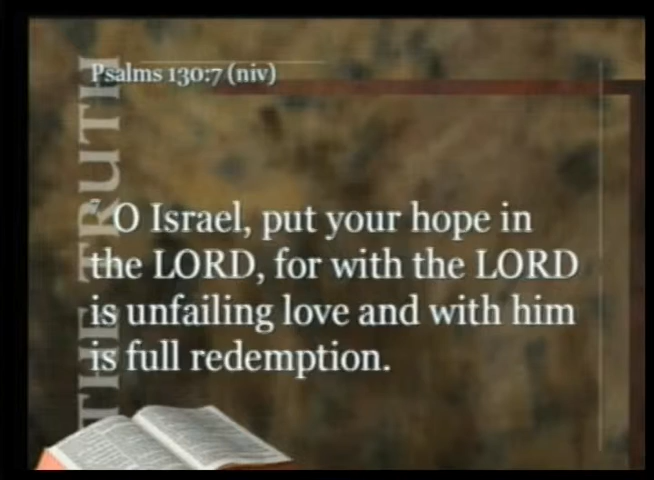 Psalms 130:7 (niv)
THE TRUTH
7 O Israel, put your hope in
the LORD, for with the LORD
is unfailing love and with him
is full redemption.